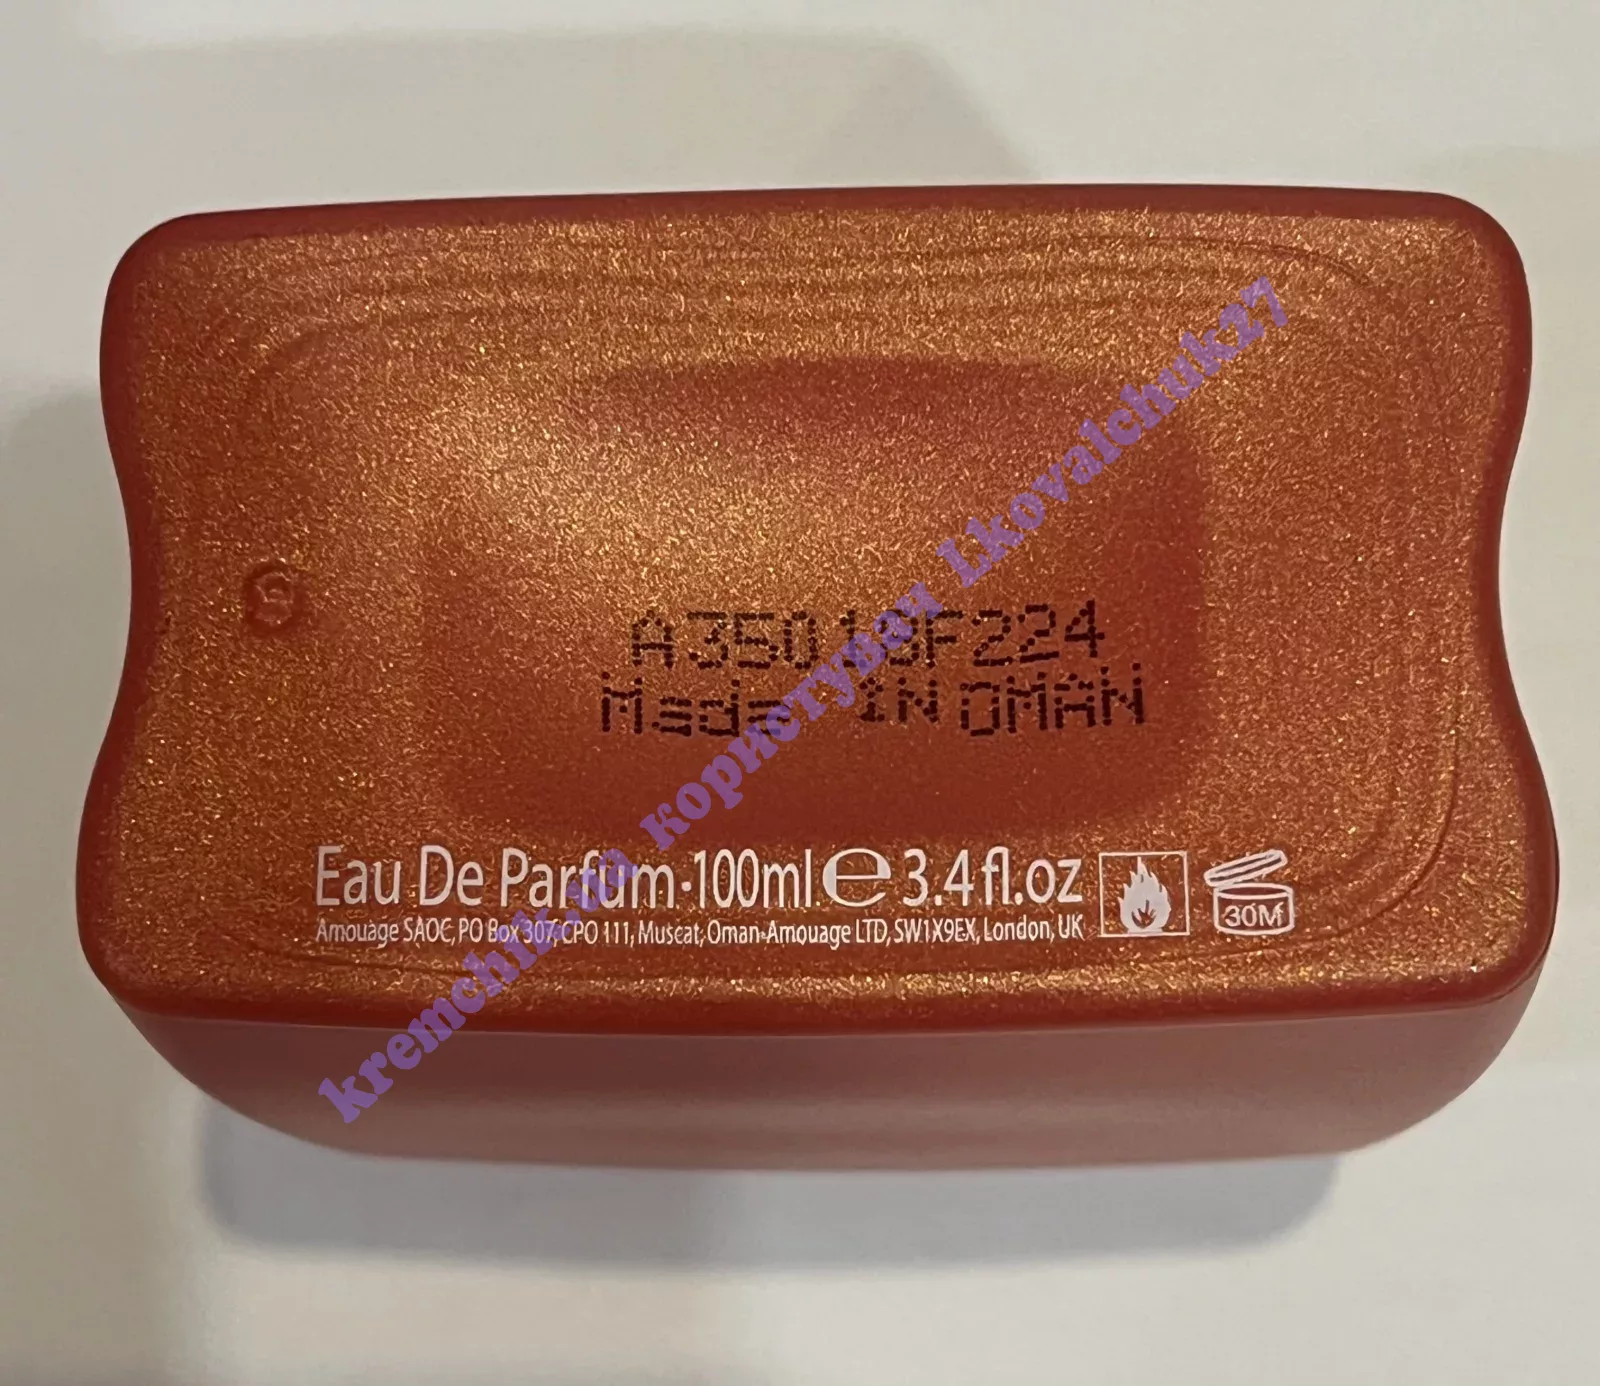 A35018F224
Made IN OMAN
Eau De Parfum·100ml e 3.4fl.oz
Amouage SAOC, PO Box 307, CPO 111, Muscat, Oman-Amouage LTD, SW1X9EX, London, UK
30M
kremchik.ua користувач Lkovalchuk27